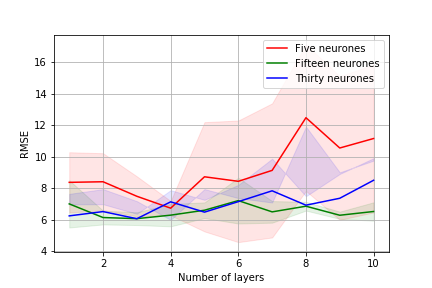 Five neurones
Fifteen neurones
Thirty neurones
RMSE
16
14
12
10
8
6
4
2 4 6 8 10
Number of layers